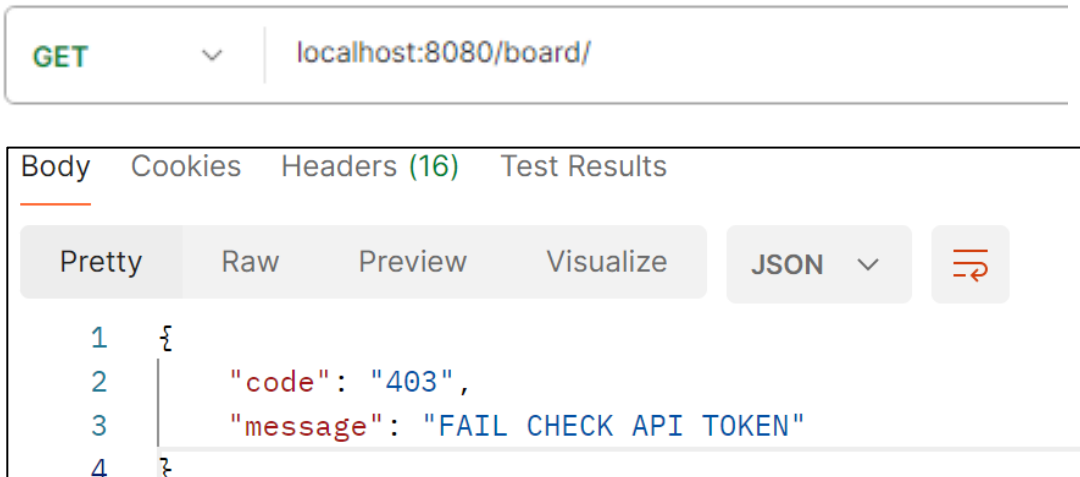 GET localhost:8080/board/
Body Cookies Headers (16) Test Results
Pretty Raw Preview Visualize JSON
1 {
2 "code": "403",
3 "message": "FAIL CHECK API TOKEN"
4 }